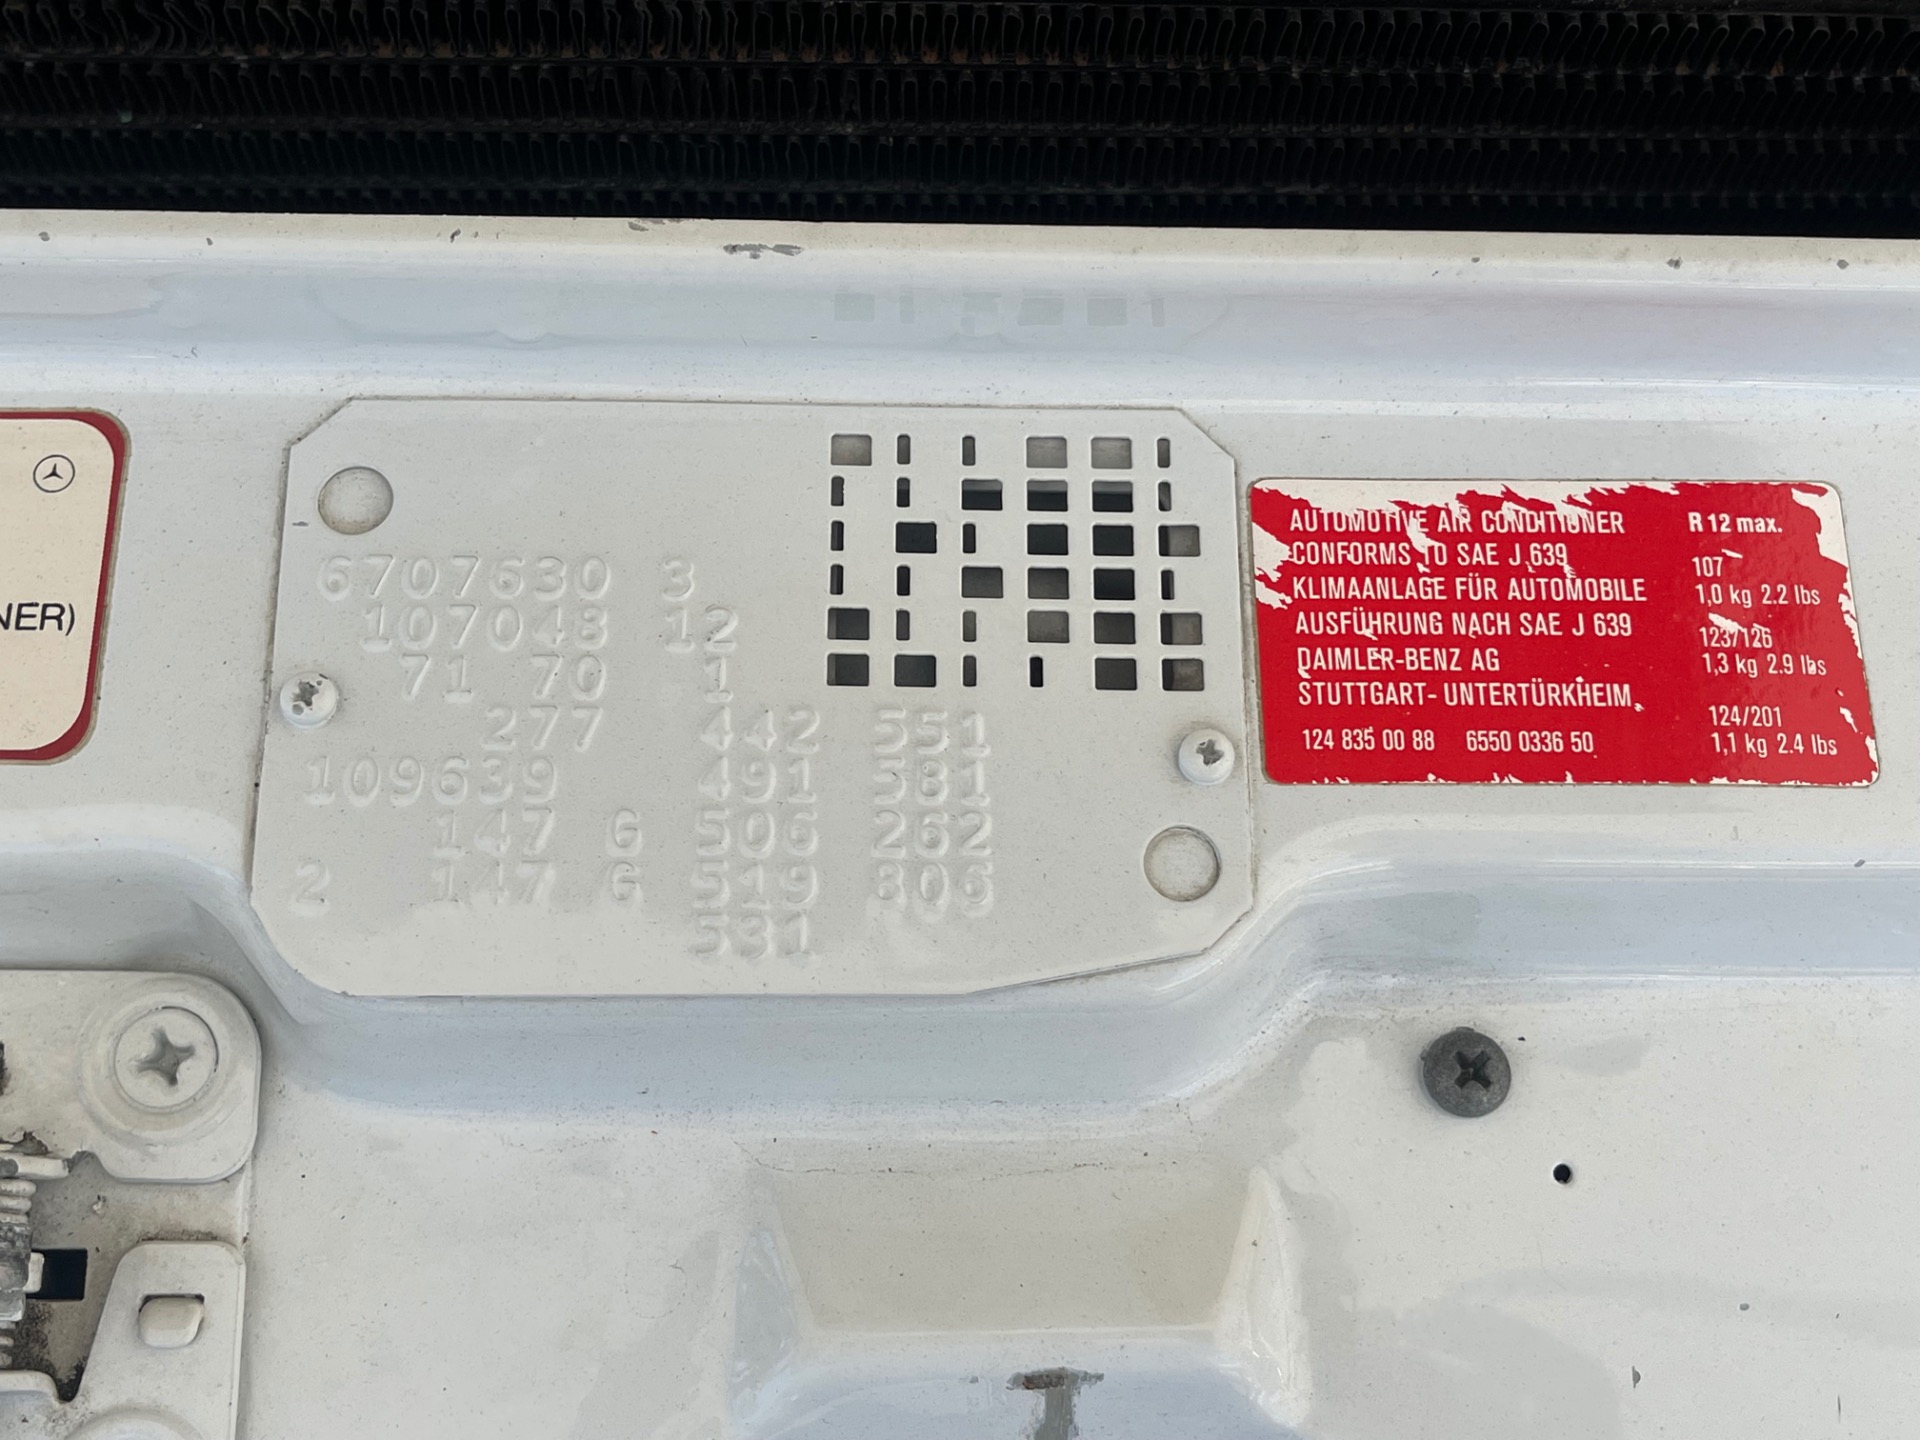 NER)
6707630 3
107048 12
71 70 1
277 442 551
109639 491 581
147 G 506 262
2 147 G 519 806
531
AUTOMOTIVE AIR CONDITIONER
CONFORMS TO SAE J 639
KLIMAANLAGE FÜR AUTOMOBILE
AUSFÜHRUNG NACH SAE J 639
DAIMLER-BENZ AG
STUTTGART- UNTERTÜRKHEIM
124 835 00 88 6550 0336 50
R 12 max.
107
1,0 kg 2.2 lbs
123/126
1,3 kg 2.9 lbs
124/201
1,1 kg 2.4 lbs